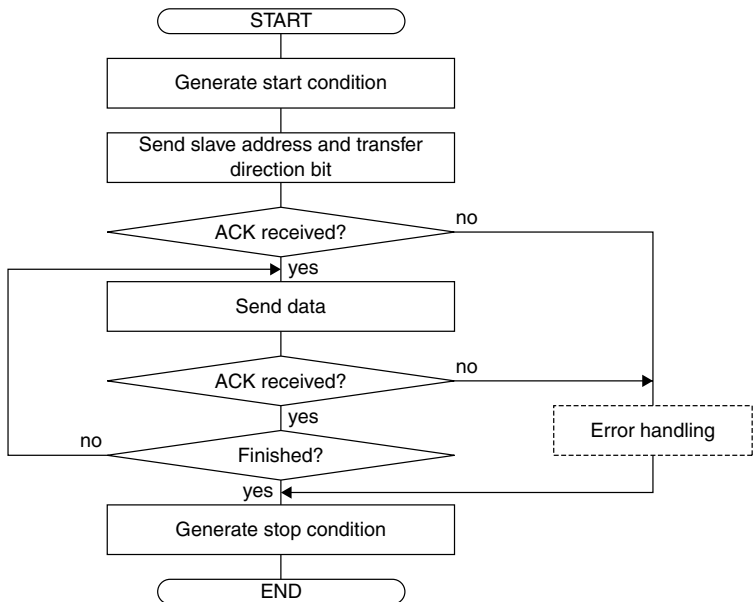 START
Generate start condition
Send slave address and transfer
direction bit
ACK received?
no
yes
Send data
ACK received?
no
yes
Error handling
no
Finished?
yes
Generate stop condition
END